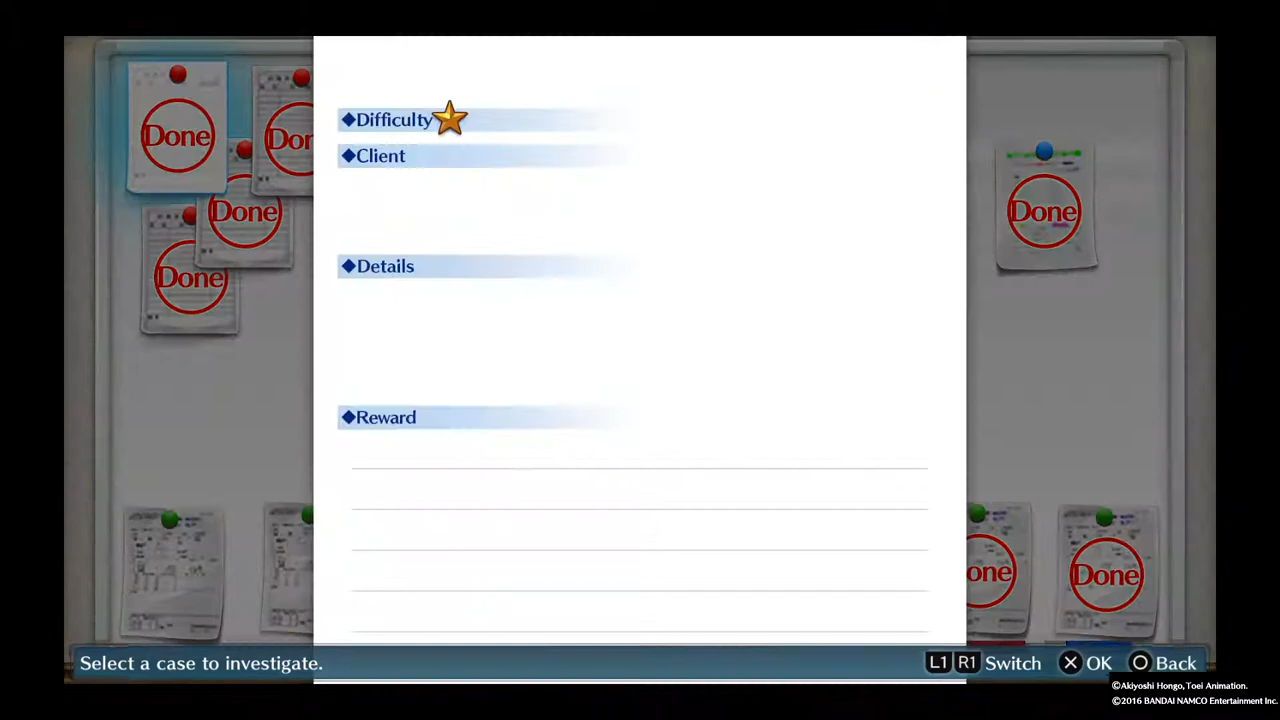 ◆Difficulty
◆Client
◆Details
◆Reward
Done
Don
Done
Done
Done
one
Done
Select a case to investigate.
L1 R1 Switch OK Back
©Akiyoshi Hongo, Toei Animation.
©2016 BANDAI NAMCO Entertainment Inc.